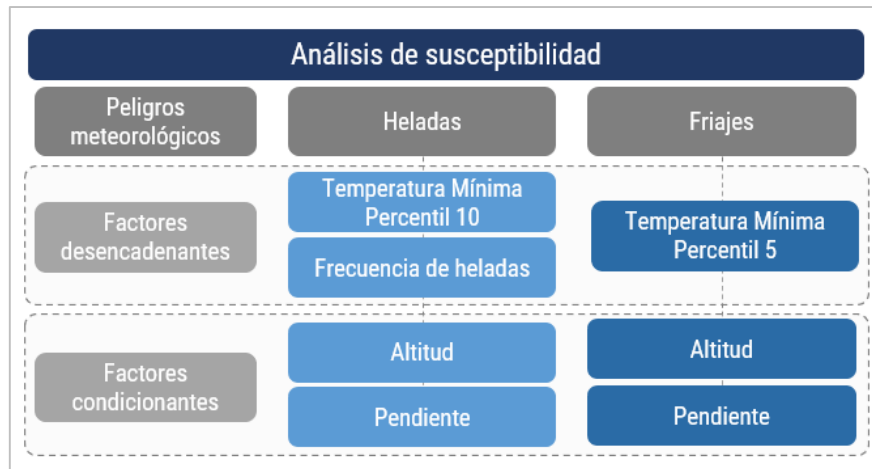 Análisis de susceptibilidad
Peligros
meteorológicos
Heladas
Friajes
Factores
desencadenantes
Temperatura Mínima
Percentil 10
Frecuencia de heladas
Temperatura Mínima
Percentil 5
Factores
condicionantes
Altitud
Pendiente
Altitud
Pendiente